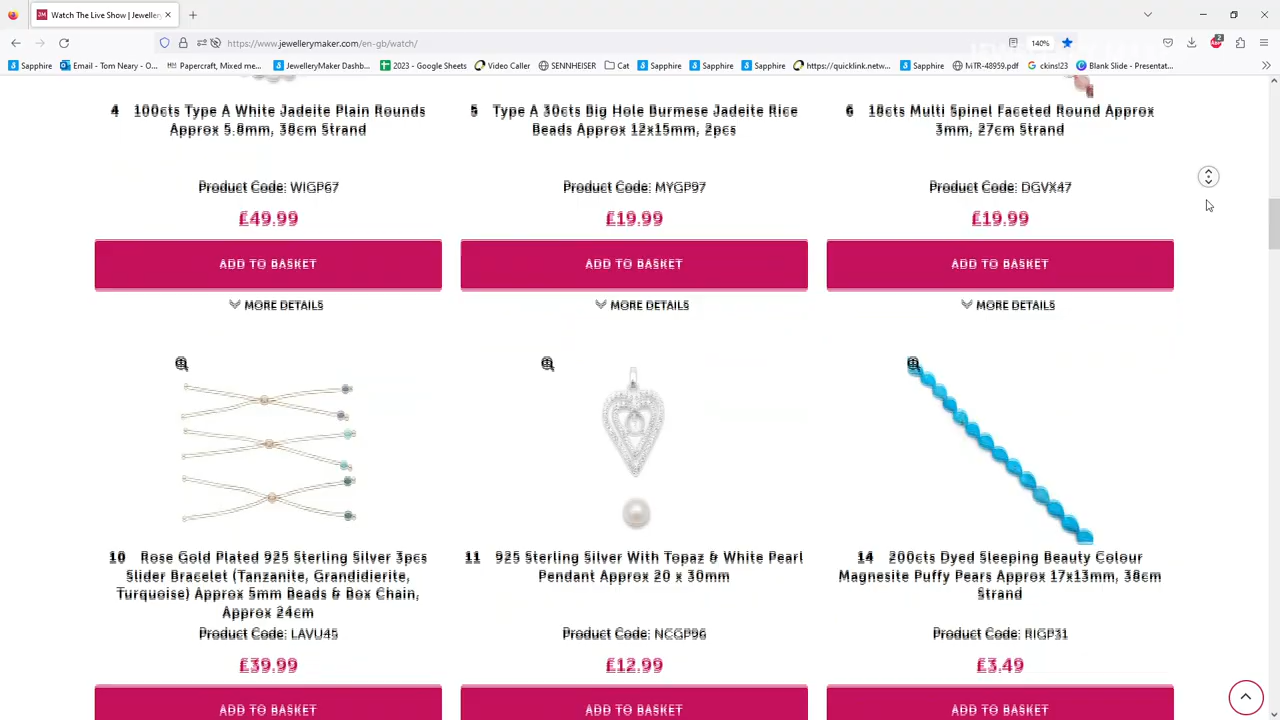 Watch The Live Show | Jeweller
https://www.jewellerymaker.com/en-gb/watch/
140%
2
Sapphire
Email - Tom Neary - O...
Papercraft, Mixed me...
JewelleryMaker Dashb...
2023 - Google Sheets
Video Caller
SENNHEISER
Cat
Sapphire
Sapphire
Sapphire
https://quicklink.netw...
Sapphire
MTR-48959.pdf
ckins!23
Blank Slide - Presentat...
4 100cts Type A White Jadeite Plain Rounds
Approx 5.8mm, 38cm Strand
Product Code: WIGP67
£49.99
ADD TO BASKET
MORE DETAILS
5 Type A 30cts Big Hole Burmese Jadeite Rice
Beads Approx 12x15mm, 2pcs
Product Code: MYGP97
£19.99
ADD TO BASKET
MORE DETAILS
6 18cts Multi Spinel Faceted Round Approx
3mm, 27cm Strand
Product Code: DGVX47
£19.99
ADD TO BASKET
MORE DETAILS
10 Rose Gold Plated 925 Sterling Silver 3pcs
Slider Bracelet (Tanzanite, Grandidierite,
Turquoise) Approx 5mm Beads & Box Chain,
Approx 24cm
Product Code: LAVU45
£39.99
ADD TO BASKET
11 925 Sterling Silver With Topaz & White Pearl
Pendant Approx 20 x 30mm
Product Code: NCGP96
£12.99
ADD TO BASKET
14 200cts Dyed Sleeping Beauty Colour
Magnesite Puffy Pears Approx 17x13mm, 38cm
Strand
Product Code: RIGP31
£3.49
ADD TO BASKET